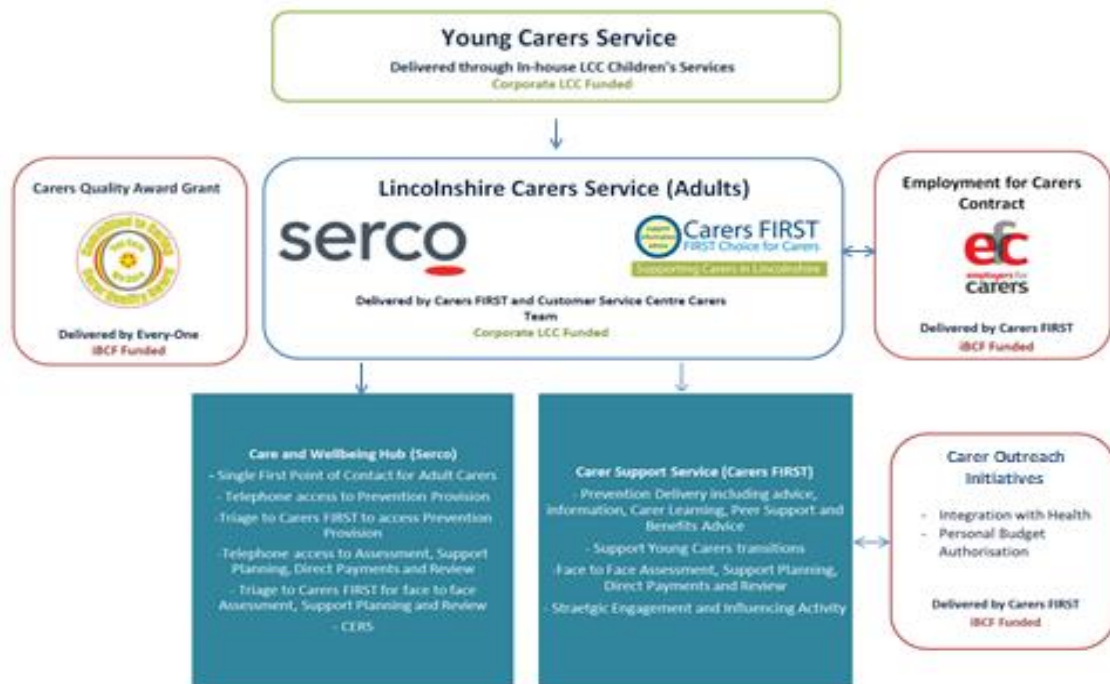 Young Carers Service
Delivered through In-house LCC Children's Services
Corporate LCC Funded
Carers Quality Award Grant
Delivered by Every-One
iBCF Funded
Lincolnshire Carers Service (Adults)
serco
Carers FIRST
FIRST Choice for Carers
Supporting Carers in Lincolnshire
Delivered by Carers FIRST and Customer Service Centre Carers
Team
Corporate LCC Funded
Employment for Carers
Contract
efc
employers for
carers
Delivered by Carers FIRST
iBCF Funded
Care and Wellbeing Hub (Serco)
- Single First Point of Contact for Adult Carers
- Telephone access to Prevention Provision
-Triage to Carers FIRST to access Prevention
Provision
- Telephone access to Assessment, Support
Planning, Direct Payments and Review
- Triage to Carers FIRST for face to face
Assessment, Support Planning and Review
- CERS
Carer Support Service (Carers FIRST)
- Prevention Delivery including advice,
information, Carer Learning, Peer Support and
Benefits Advice
- Support Young Carers transitions
-Face to Face Assessment, Support Planning,
Direct Payments and Review
- Straetgic Engagement and Influencing Activity
Carer Outreach
Initiatives
- Integration with Health
- Personal Budget
Authorisation
Delivered by Carers FIRST
iBCF Funded